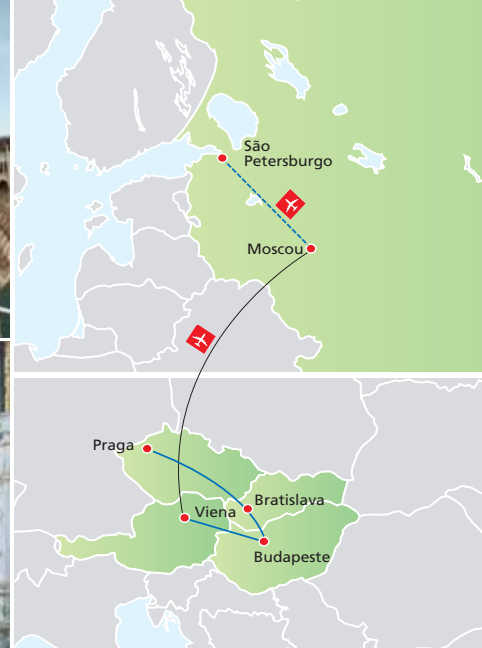 São
Petersburgo
Moscou
Praga
Bratislava
Viena
Budapeste